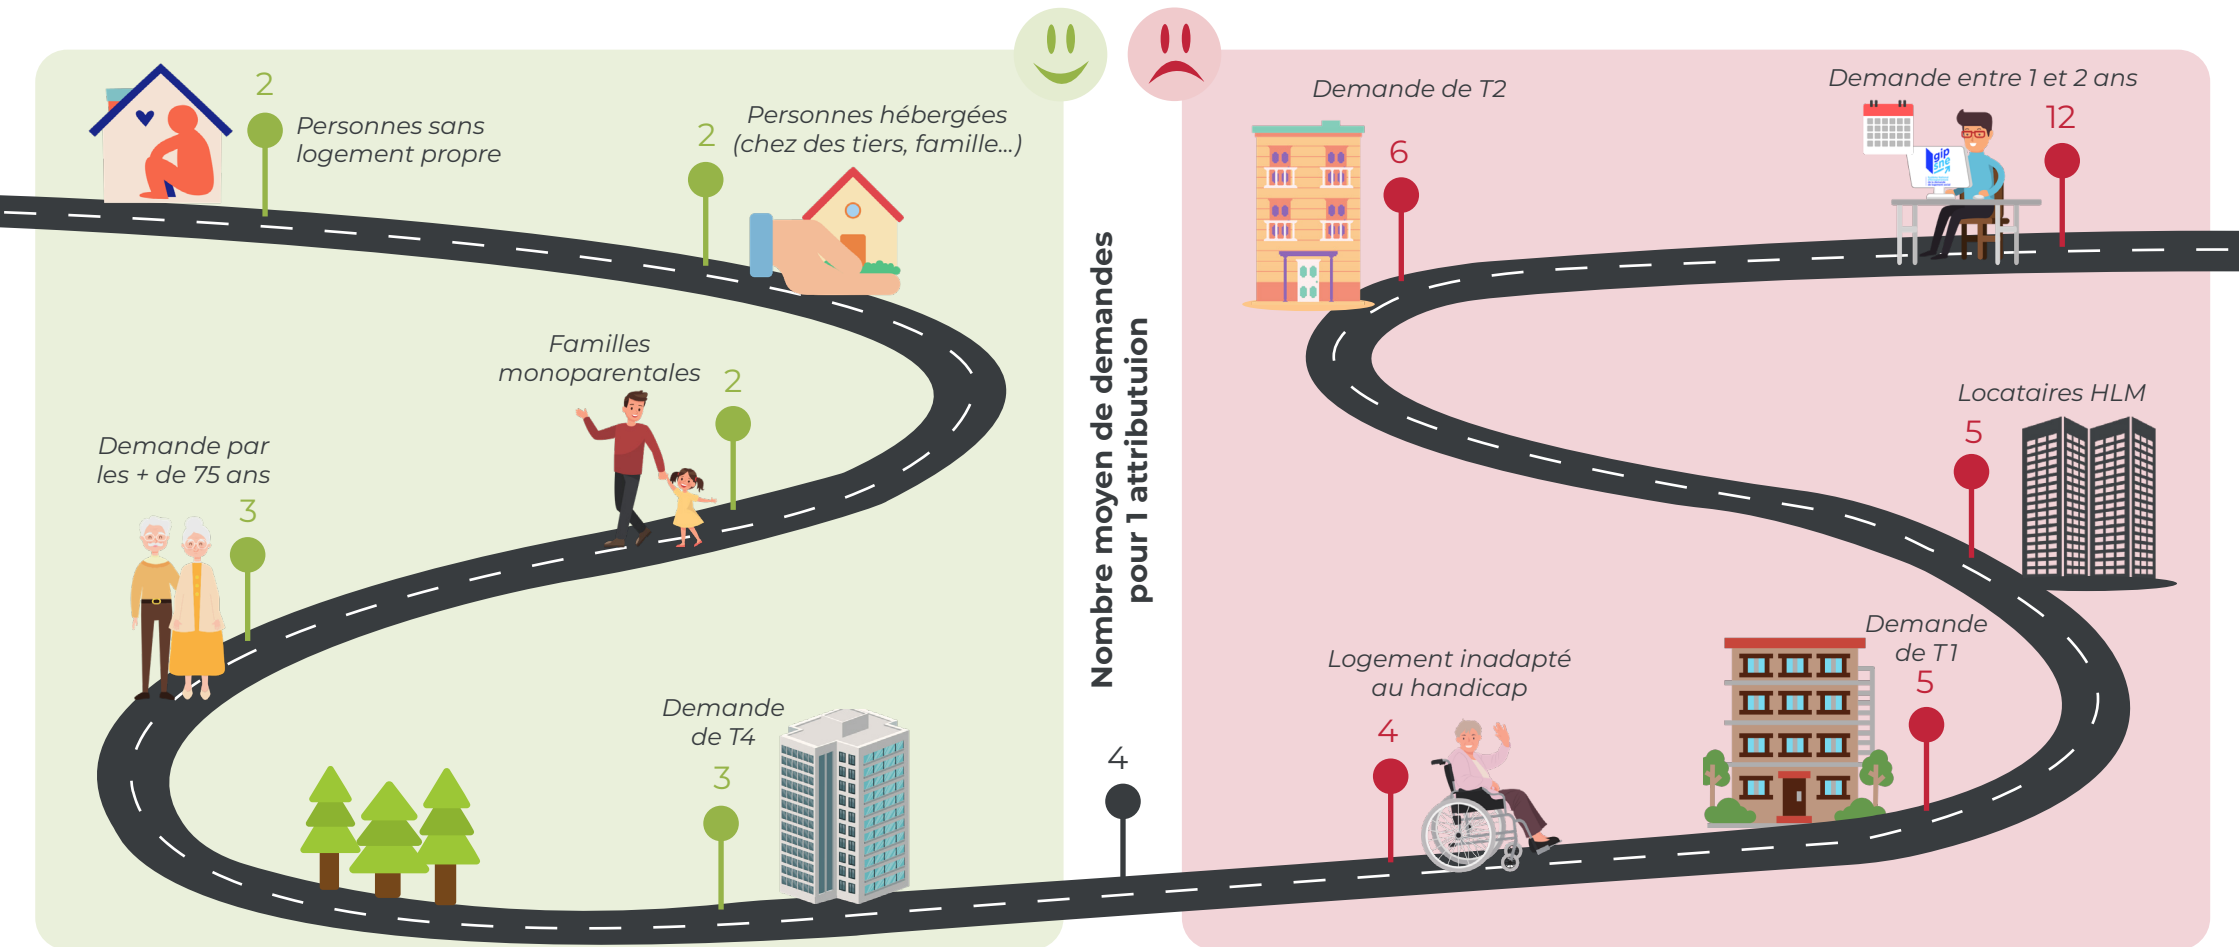 2
Personnes sans
logement propre
2
Personnes hébergées
(chez des tiers, famille...)
Familles
monoparentales
2
Demande par
les + de 75 ans
3
Demande
de T4
3
Nombre moyen de demandes
pour 1 attributuion
4
Demande de T2
6
Demande entre 1 et 2 ans
12
gip
sne
Locataires HLM
5
Demande
de T1
5
Logement inadapté
au handicap
4